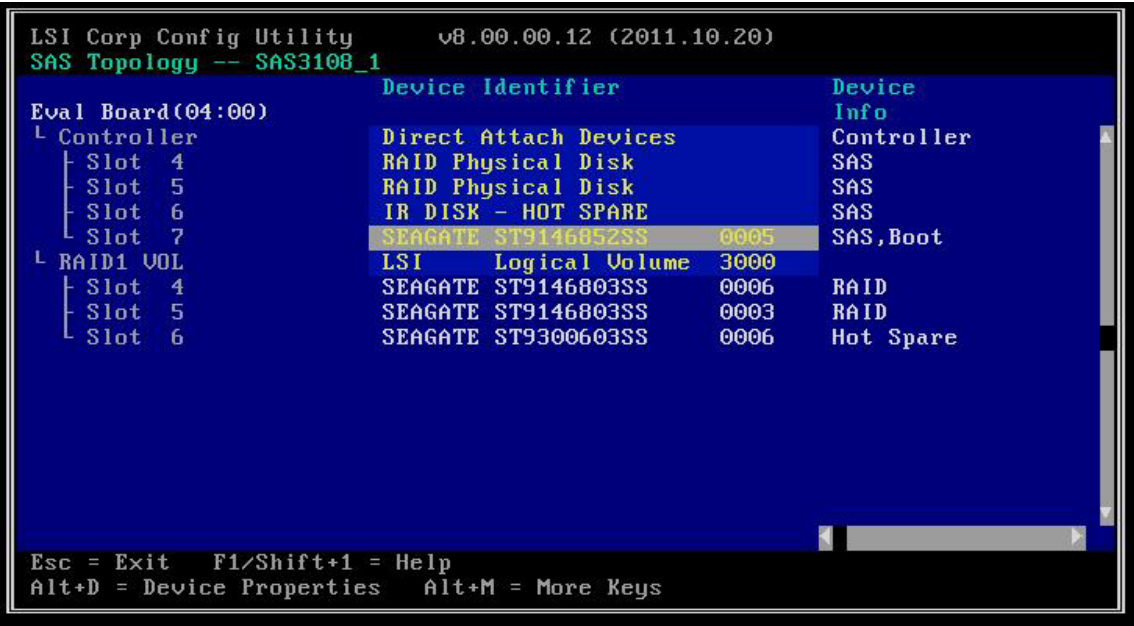 LSI Corp Config Utility v8.00.00.12 (2011.10.20)
SAS Topology -- SAS3108_1
Device Identifier Device
Eval Board(04:00) Info
Controller Direct Attach Devices Controller
Slot 4 RAID Physical Disk SAS
Slot 5 RAID Physical Disk SAS
Slot 6 IR DISK - HOT SPARE SAS
Slot 7 SEAGATE ST9146852SS 0005 SAS,Boot
RAID1 VOL LSI Logical Volume 3000
Slot 4 SEAGATE ST9146803SS 0006 RAID
Slot 5 SEAGATE ST9146803SS 0003 RAID
Slot 6 SEAGATE ST9300603SS 0006 Hot Spare
Esc = Exit F1/Shift+1 = Help
Alt+D = Device Properties Alt+M = More Keys